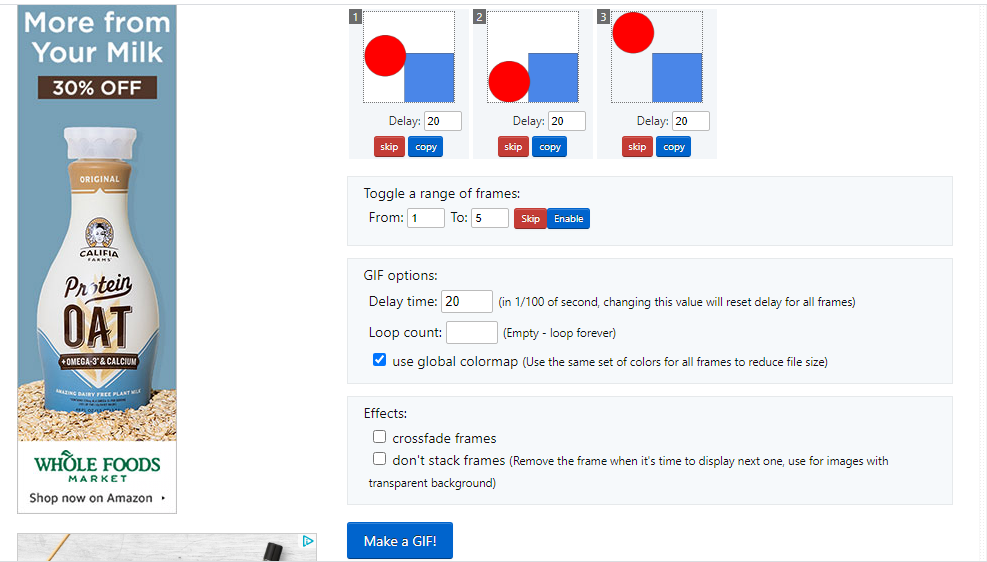 More from
Your Milk
30% OFF
ORIGINAL
CALIFIA
FARMS
Protein
OAT
+ OMEGA-3 & CALCIUM
AMAZING DAIRY FREE PLANT MILK
WHOLE FOODS
MARKET
Shop now on Amazon
1
2
3
Delay: 20
Delay: 20
Delay: 20
skip copy
skip copy
skip copy
Toggle a range of frames:
From: 1 To: 5 Skip Enable
GIF options:
Delay time: 20 (in 1/100 of second, changing this value will reset delay for all frames)
Loop count: (Empty - loop forever)
use global colormap (Use the same set of colors for all frames to reduce file size)
Effects:
crossfade frames
don't stack frames (Remove the frame when it's time to display next one, use for images with
transparent background)
Make a GIF!